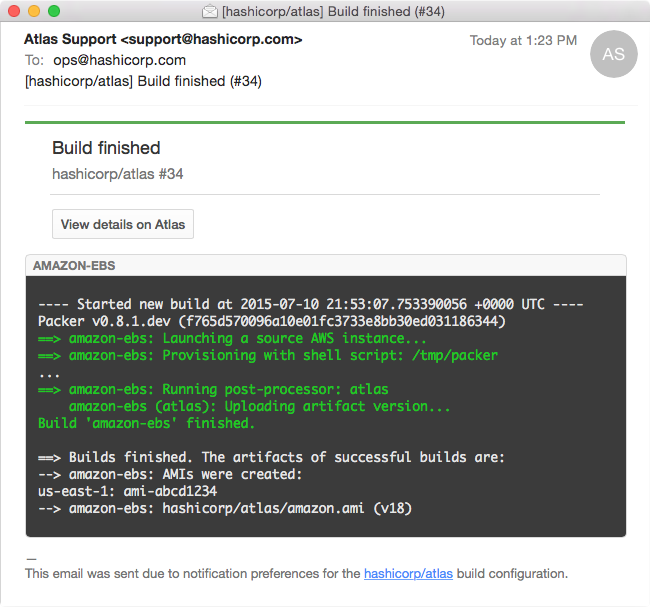 [hashicorp/atlas] Build finished (#34)
Atlas Support <support@hashicorp.com>
Today at 1:23 PM
AS
To: ops@hashicorp.com
[hashicorp/atlas] Build finished (#34)
Build finished
hashicorp/atlas #34
View details on Atlas
AMAZON-EBS
---- Started new build at 2015-07-10 21:53:07.753390056 +0000 UTC ----
Packer v0.8.1.dev (f765d570096a10e01fc3733e8bb30ed031186344)
==> amazon-ebs: Launching a source AWS instance...
==> amazon-ebs: Provisioning with shell script: /tmp/packer
...
==> amazon-ebs: Running post-processor: atlas
    amazon-ebs (atlas): Uploading artifact version...
Build 'amazon-ebs' finished.
==> Builds finished. The artifacts of successful builds are:
--> amazon-ebs: AMIs were created:
us-east-1: ami-abcd1234
--> amazon-ebs: hashicorp/atlas/amazon.ami (v18)
—
This email was sent due to notification preferences for the hashicorp/atlas build configuration.